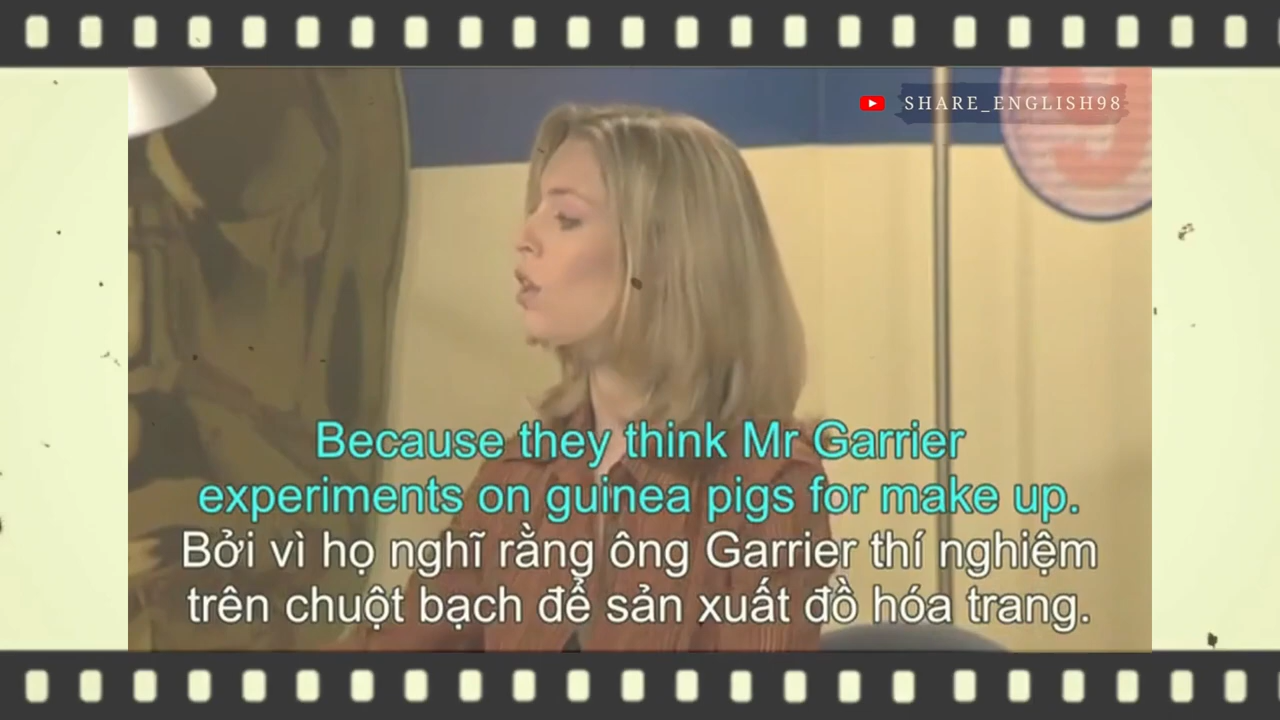 SHARE_ENGLISH98
Because they think Mr Garrier
experiments on guinea pigs for make up.
Bởi vì họ nghĩ rằng ông Garrier thí nghiệm
trên chuột bạch để sản xuất đồ hóa trang.